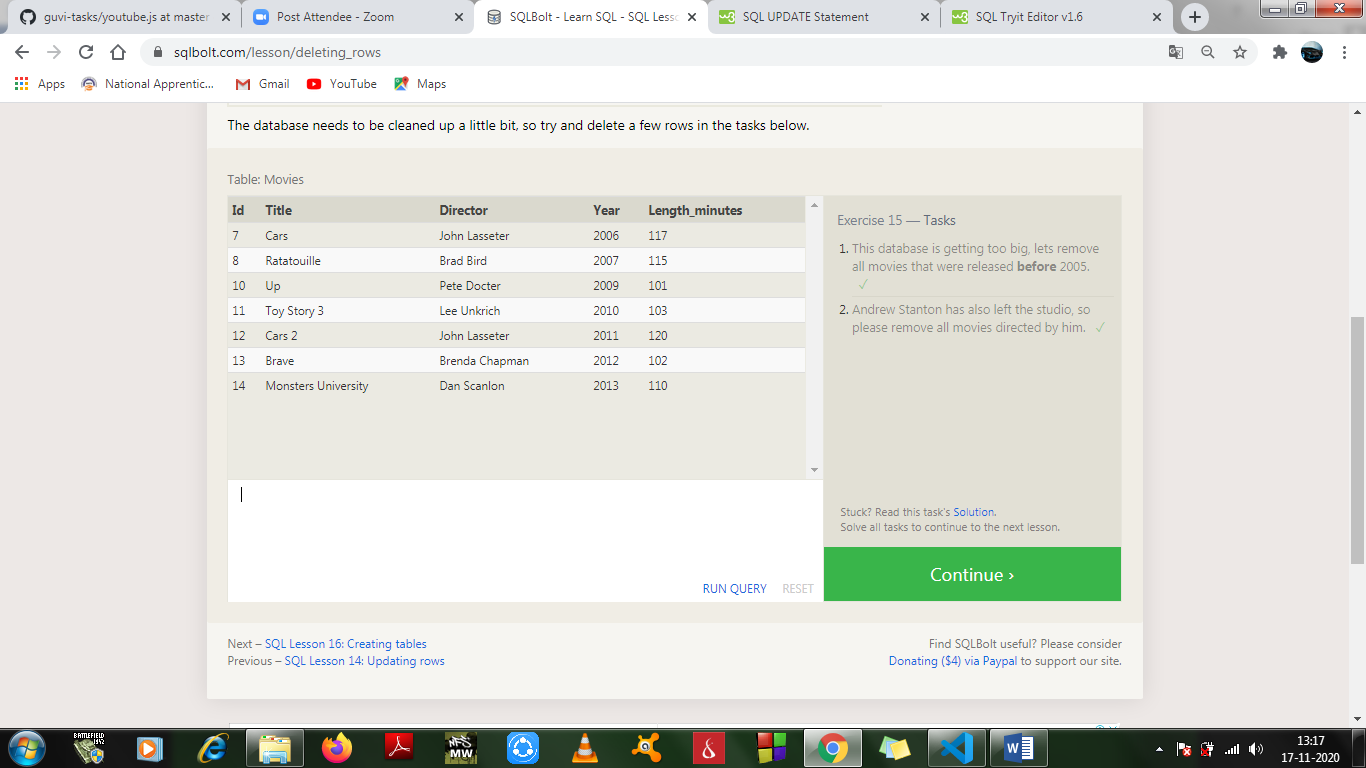 guvi-tasks/youtube.js at master
Post Attendee - Zoom
SQLBolt - Learn SQL - SQL Less
SQL UPDATE Statement
SQL Tryit Editor v1.6
sqlbolt.com/lesson/deleting_rows
Apps
National Apprentic...
Gmail
YouTube
Maps
The database needs to be cleaned up a little bit, so try and delete a few rows in the tasks below.
Table: Movies
Id Title Director Year Length_minutes
7 Cars John Lasseter 2006 117
8 Ratatouille Brad Bird 2007 115
10 Up Pete Docter 2009 101
11 Toy Story 3 Lee Unkrich 2010 103
12 Cars 2 John Lasseter 2011 120
13 Brave Brenda Chapman 2012 102
14 Monsters University Dan Scanlon 2013 110
Exercise 15 — Tasks
1. This database is getting too big, lets remove
all movies that were released before 2005.
✓
2. Andrew Stanton has also left the studio, so
please remove all movies directed by him. ✓
Stuck? Read this task's Solution.
Solve all tasks to continue to the next lesson.
RUN QUERY RESET
Continue ›
Next – SQL Lesson 16: Creating tables
Previous – SQL Lesson 14: Updating rows
Find SQLBolt useful? Please consider
Donating ($4) via Paypal to support our site.
BATTLEFIELD
1942
NFS
MW
13:17
17-11-2020